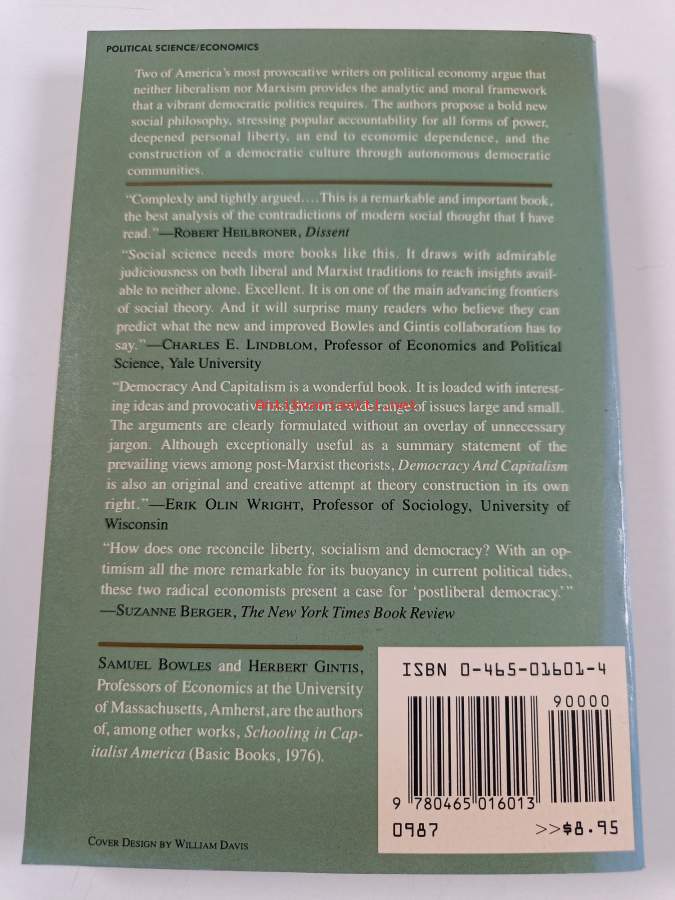 POLITICAL SCIENCE/ECONOMICS
Two of America's most provocative writers on political economy argue that
neither liberalism nor Marxism provides the analytic and moral framework
that a vibrant democratic politics requires. The authors propose a bold new
social philosophy, stressing popular accountability for all forms of power,
deepened personal liberty, an end to economic dependence, and the
construction of a democratic culture through autonomous democratic
communities.
“Complexly and tightly argued....This is a remarkable and important book,
the best analysis of the contradictions of modern social thought that I have
read.”—ROBERT HEILBRONER, Dissent
“Social science needs more books like this. It draws with admirable
judiciousness on both liberal and Marxist traditions to reach insights avail-
able to neither alone. Excellent. It is on one of the main advancing frontiers
of social theory. And it will surprise many readers who believe they can
predict what the new and improved Bowles and Gintis collaboration has to
say.”—CHARLES E. LINDBLOM, Professor of Economics and Political
Science, Yale University
“Democracy And Capitalism is a wonderful book. It is loaded with interest-
ing ideas and provocative insights on a wide range of issues large and small.
antikvariaatti.net
The arguments are clearly formulated without an overlay of unnecessary
jargon. Although exceptionally useful as a summary statement of the
prevailing views among post-Marxist theorists, Democracy And Capitalism
is also an original and creative attempt at theory construction in its own
right.”—ERIK OLIN WRIGHT, Professor of Sociology, University of
Wisconsin
“How does one reconcile liberty, socialism and democracy? With an op-
timism all the more remarkable for its buoyancy in current political tides,
these two radical economists present a case for ‘postliberal democracy.’”
—SUZANNE BERGER, The New York Times Book Review
SAMUEL BOWLES and HERBERT GINTIS,
Professors of Economics at the University
of Massachusetts, Amherst, are the authors
of, among other works, Schooling in Cap-
italist America (Basic Books, 1976).
COVER DESIGN BY WILLIAM DAVIS
ISBN 0-465-01601-4
90000
9 780465 016013
0987 >>$8.95